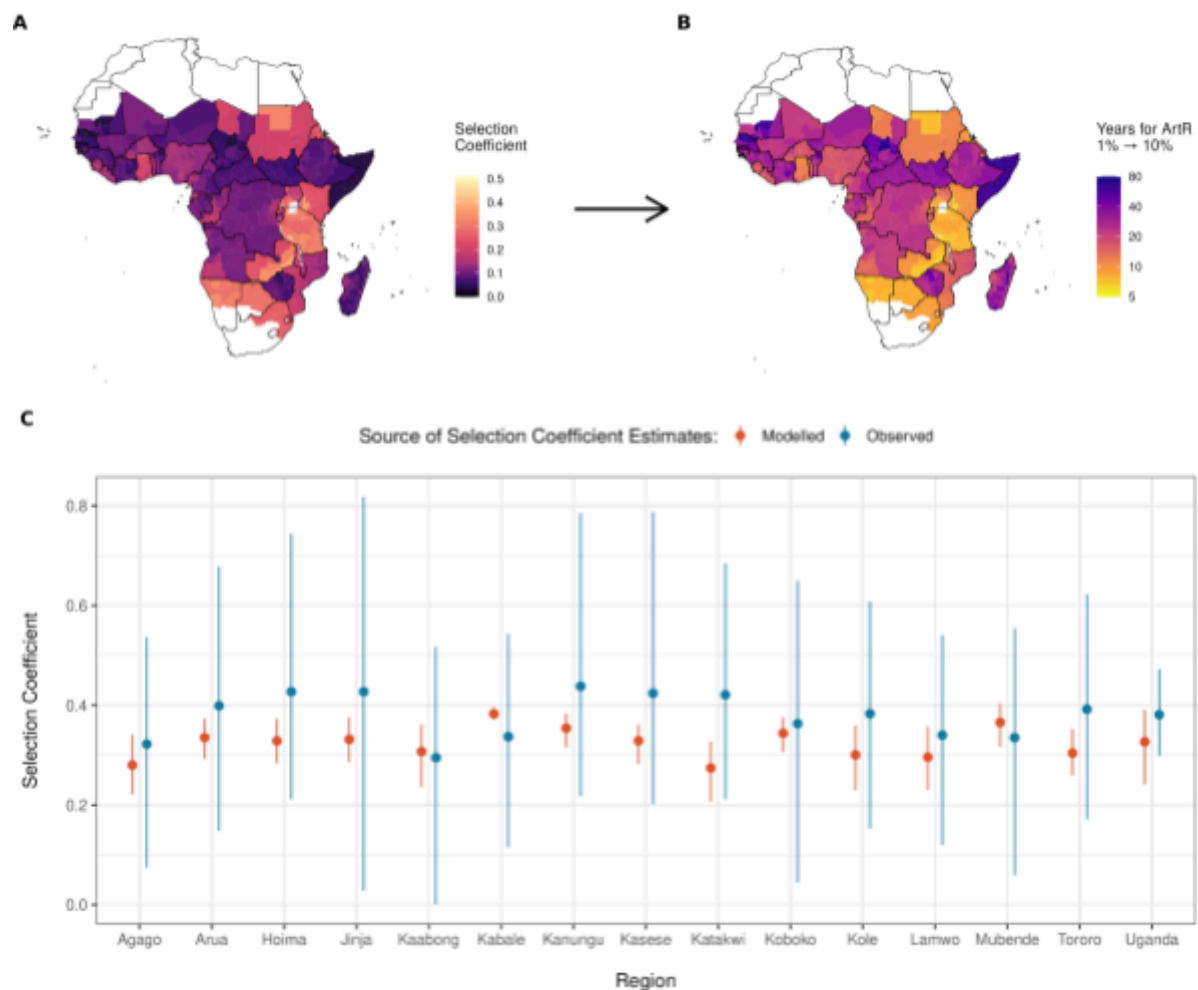 A
B
Selection
Coefficient
0.5
0.4
0.3
0.2
0.1
0.0
Years for ArtR
1% → 10%
80
40
20
10
5
C
Source of Selection Coefficient Estimates: Modelled Observed
Selection Coefficient
0.8
0.6
0.4
0.2
0.0
Agago Arua Hoima Jinja Kaabong Kabale Kanungu Kasese Katakwi Koboko Kole Lamwo Mubende Tororo Uganda
Region